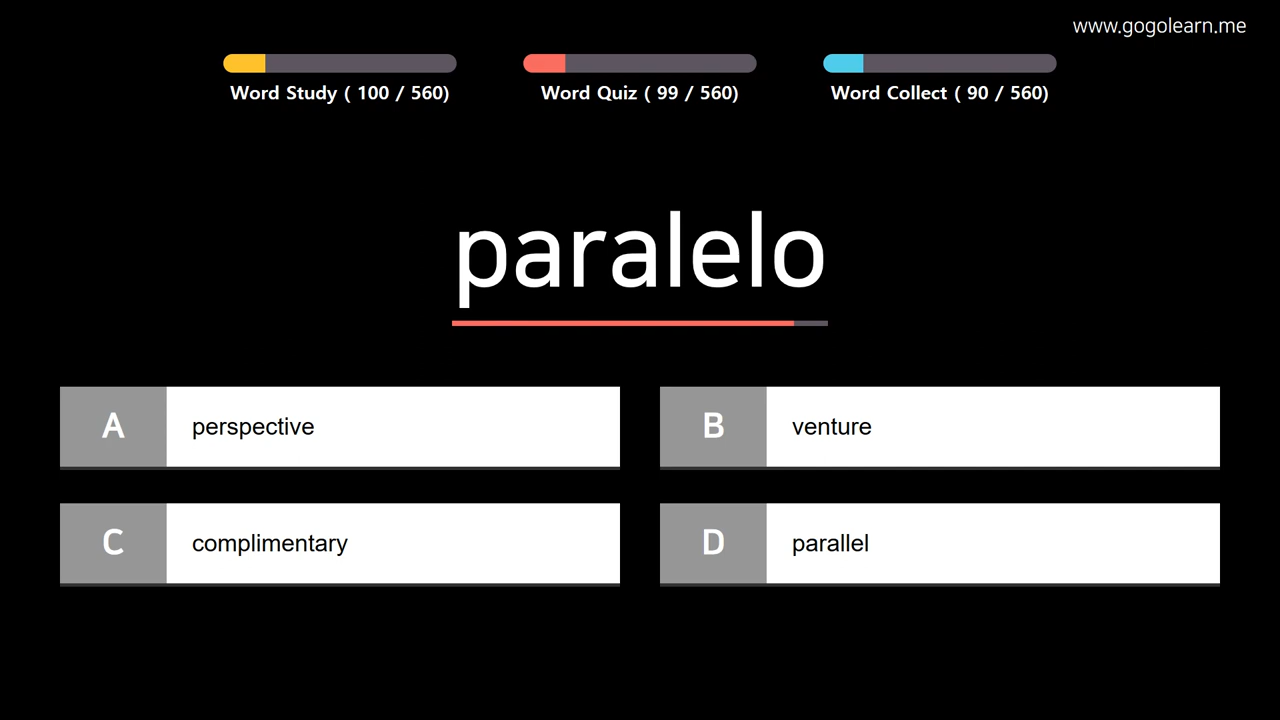 www.gogolearn.me
Word Study ( 100 / 560)
Word Quiz ( 99 / 560)
Word Collect ( 90 / 560)
paralelo
A perspective
B venture
C complimentary
D parallel